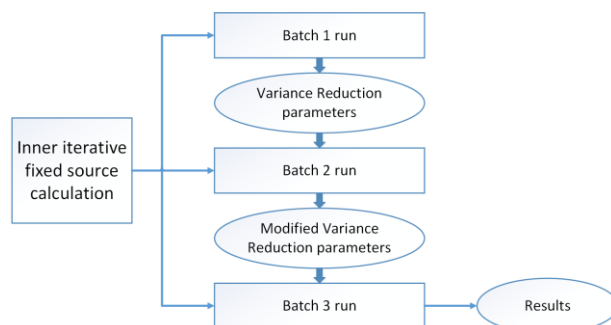 Batch 1 run
Variance Reduction
parameters
Inner iterative
fixed source
calculation
Batch 2 run
Modified Variance
Reduction parameters
Batch 3 run
Results